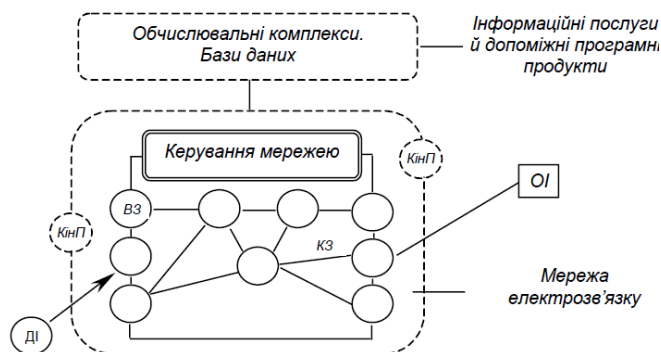 Обчислювальні комплекси.
Бази даних
Інформаційні послуги
й допоміжні програмні
продукти
Керування мережею
КінП
ОІ
ВЗ
КінП
КЗ
Мережа
електрозв'язку
ДІ